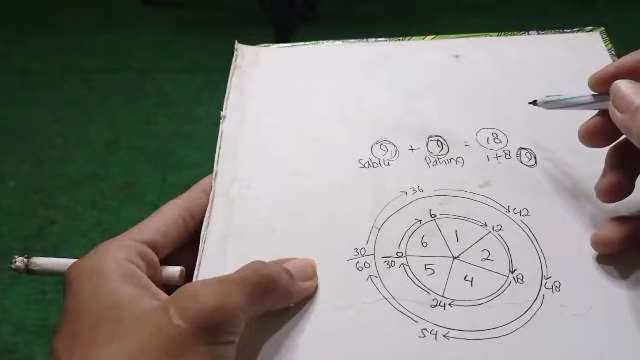 9 + 9 = 18
Sabtu Pahing 1+8=9
36
6 12 42
6 1
30 0 2
60 30 5 4 18 48
24
54